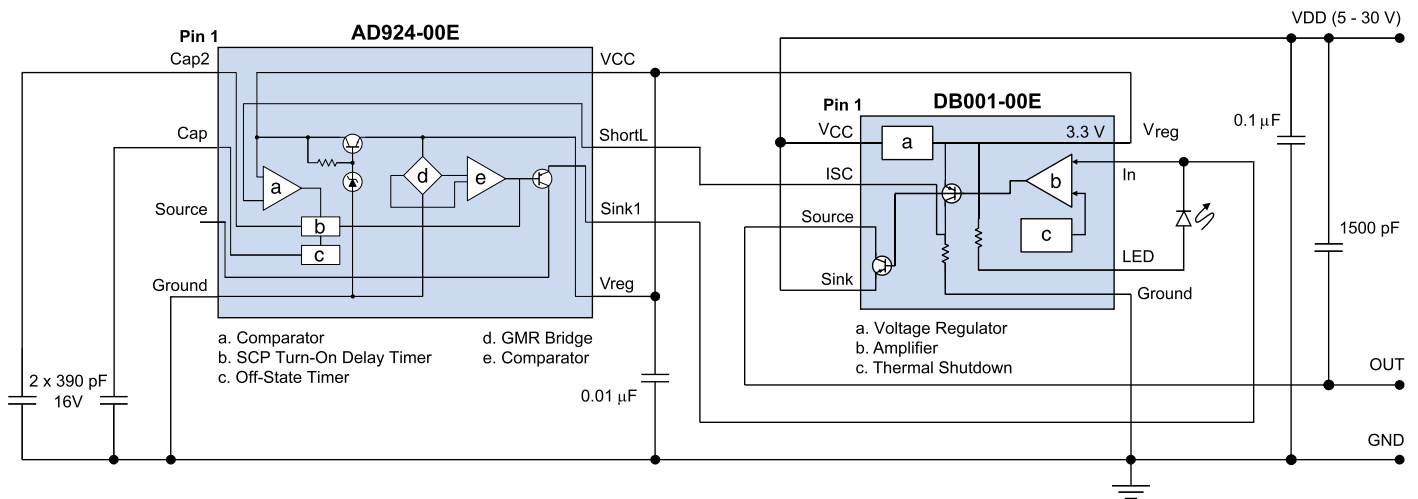 VDD (5 - 30 V)
AD924-00E
Pin 1
Cap2
VCC
DB001-00E
Pin 1
Cap
ShortL
VCC
a
3.3 V
Vreg
0.1 µF
a
d
e
ISC
b
In
Source
b
Sink1
Source
c
1500 pF
c
LED
Ground
Vreg
Sink
Ground
a. Comparator
b. SCP Turn-On Delay Timer
c. Off-State Timer
d. GMR Bridge
e. Comparator
a. Voltage Regulator
b. Amplifier
c. Thermal Shutdown
OUT
2 x 390 pF
16V
0.01 µF
GND